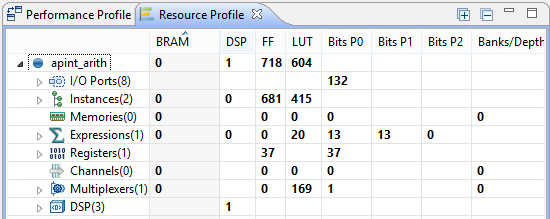 Performance Profile Resource Profile
BRAM DSP FF LUT Bits P0 Bits P1 Bits P2 Banks/Depth
apint_arith 0 1 718 604
I/O Ports(8) 132
Instances(2) 0 0 681 415
Memories(0) 0 0 0 0 0
Expressions(1) 0 0 0 20 13 13 0
Registers(1) 37 37
Channels(0) 0 0 0 0 0
Multiplexers(1) 0 0 169 1 0
DSP(3) 1